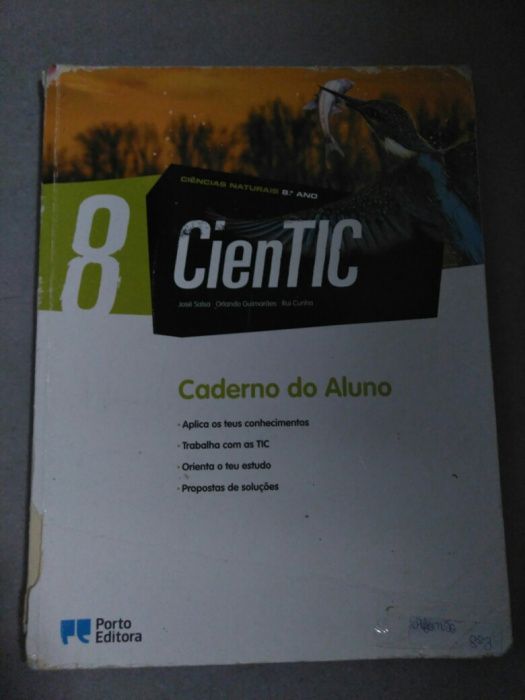 CIÊNCIAS NATURAIS 8.º ANO
8
CienTIC
José Salsa · Orlando Guimarães · Rui Cunha
Caderno do Aluno
· Aplica os teus conhecimentos
· Trabalha com as TIC
· Orienta o teu estudo
· Propostas de soluções
Porto
Editora